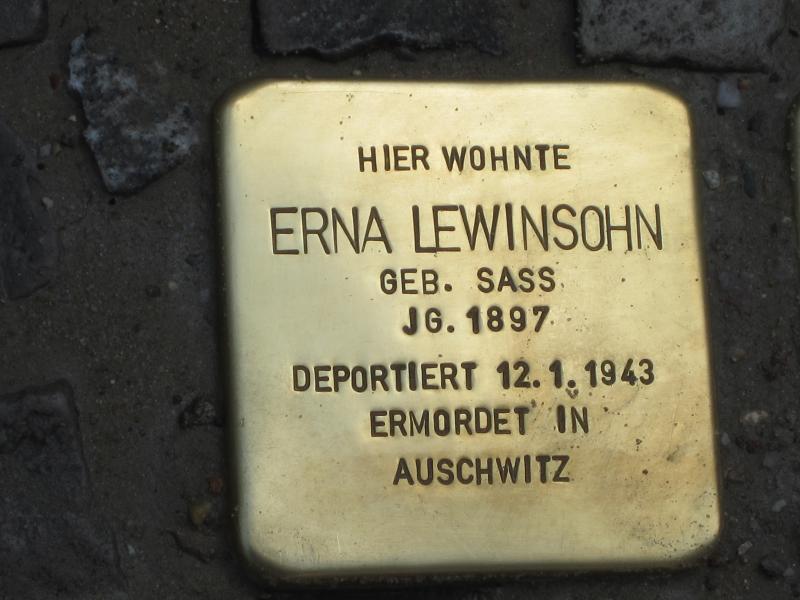 HIER WOHNTE
ERNA LEWINSOHN
GEB. SASS
JG. 1897
DEPORTIERT 12.1.1943
ERMORDET IN
AUSCHWITZ